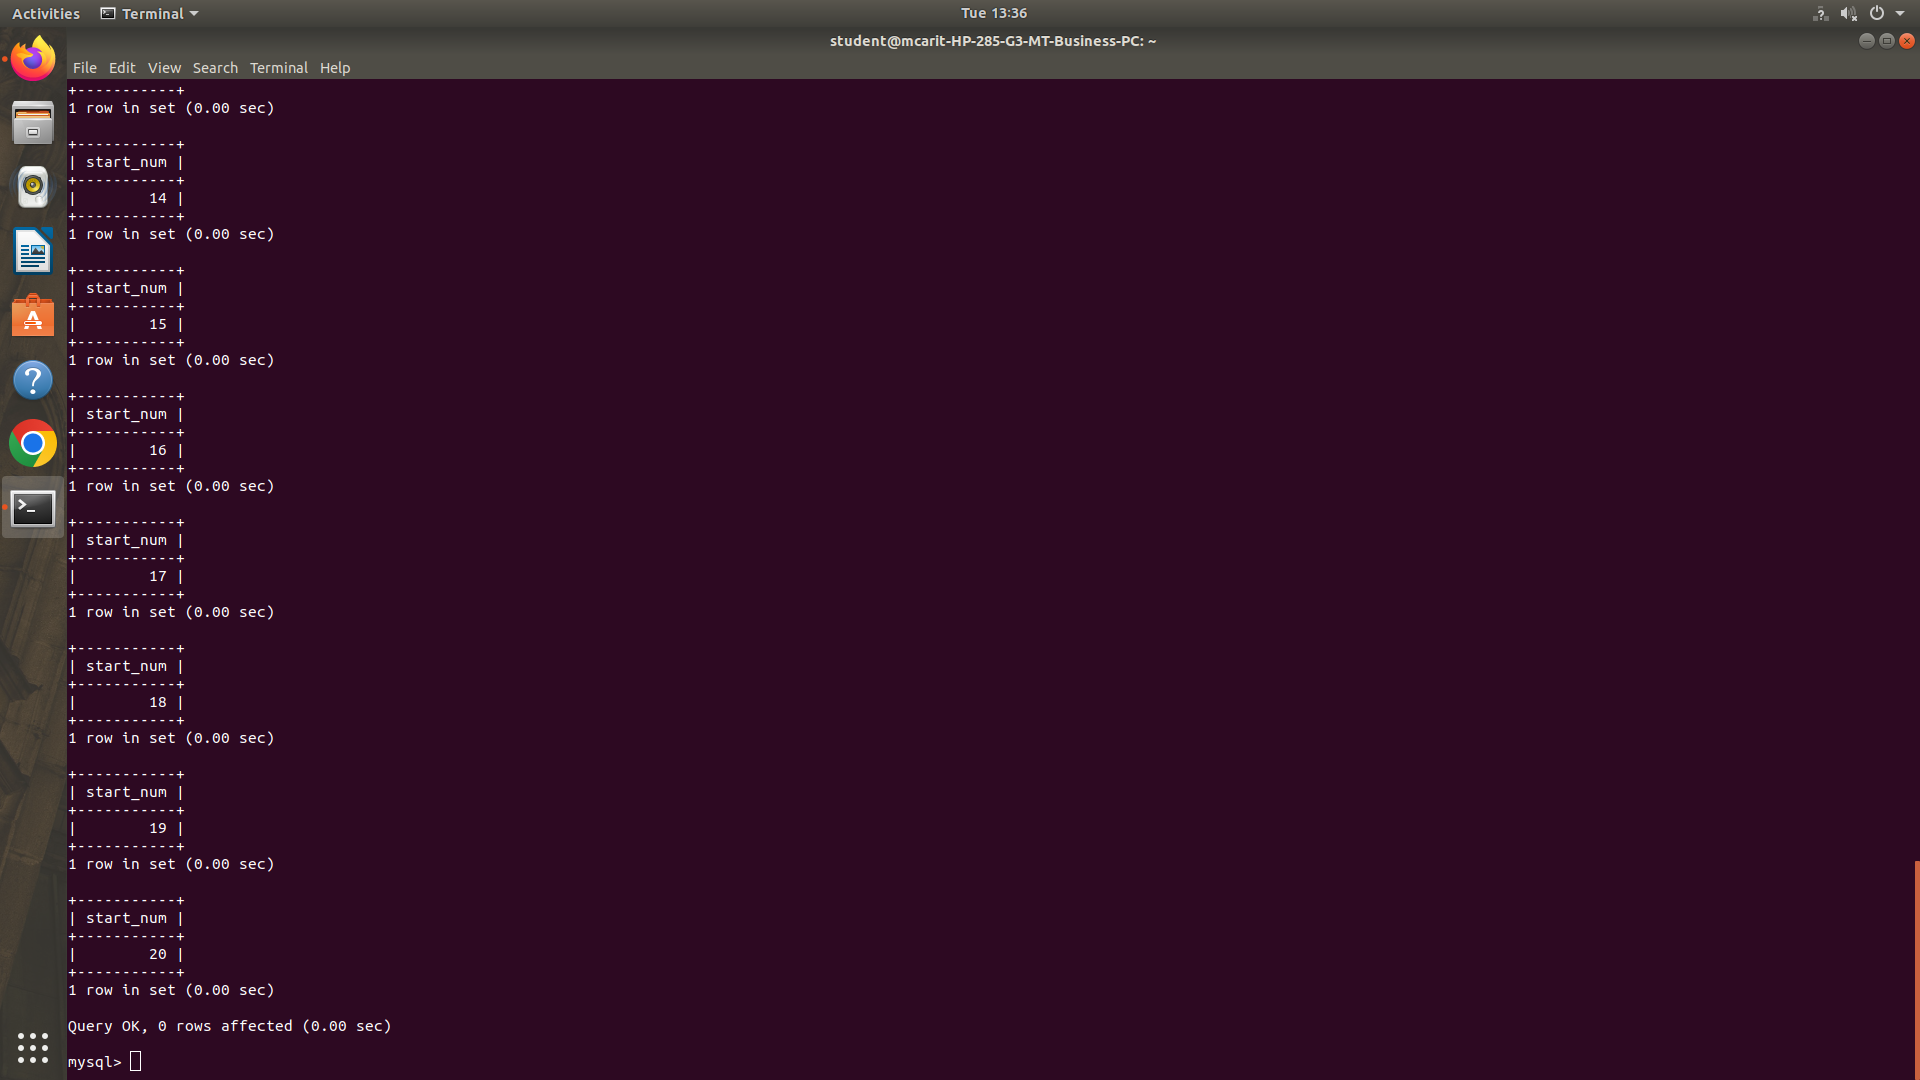 Activities Terminal Tue 13:36
student@mcarit-HP-285-G3-MT-Business-PC: ~
File Edit View Search Terminal Help
+-----------+
1 row in set (0.00 sec)
+-----------+
| start_num |
+-----------+
|        14 |
+-----------+
1 row in set (0.00 sec)
+-----------+
| start_num |
+-----------+
|        15 |
+-----------+
1 row in set (0.00 sec)
+-----------+
| start_num |
+-----------+
|        16 |
+-----------+
1 row in set (0.00 sec)
+-----------+
| start_num |
+-----------+
|        17 |
+-----------+
1 row in set (0.00 sec)
+-----------+
| start_num |
+-----------+
|        18 |
+-----------+
1 row in set (0.00 sec)
+-----------+
| start_num |
+-----------+
|        19 |
+-----------+
1 row in set (0.00 sec)
+-----------+
| start_num |
+-----------+
|        20 |
+-----------+
1 row in set (0.00 sec)
Query OK, 0 rows affected (0.00 sec)
mysql>